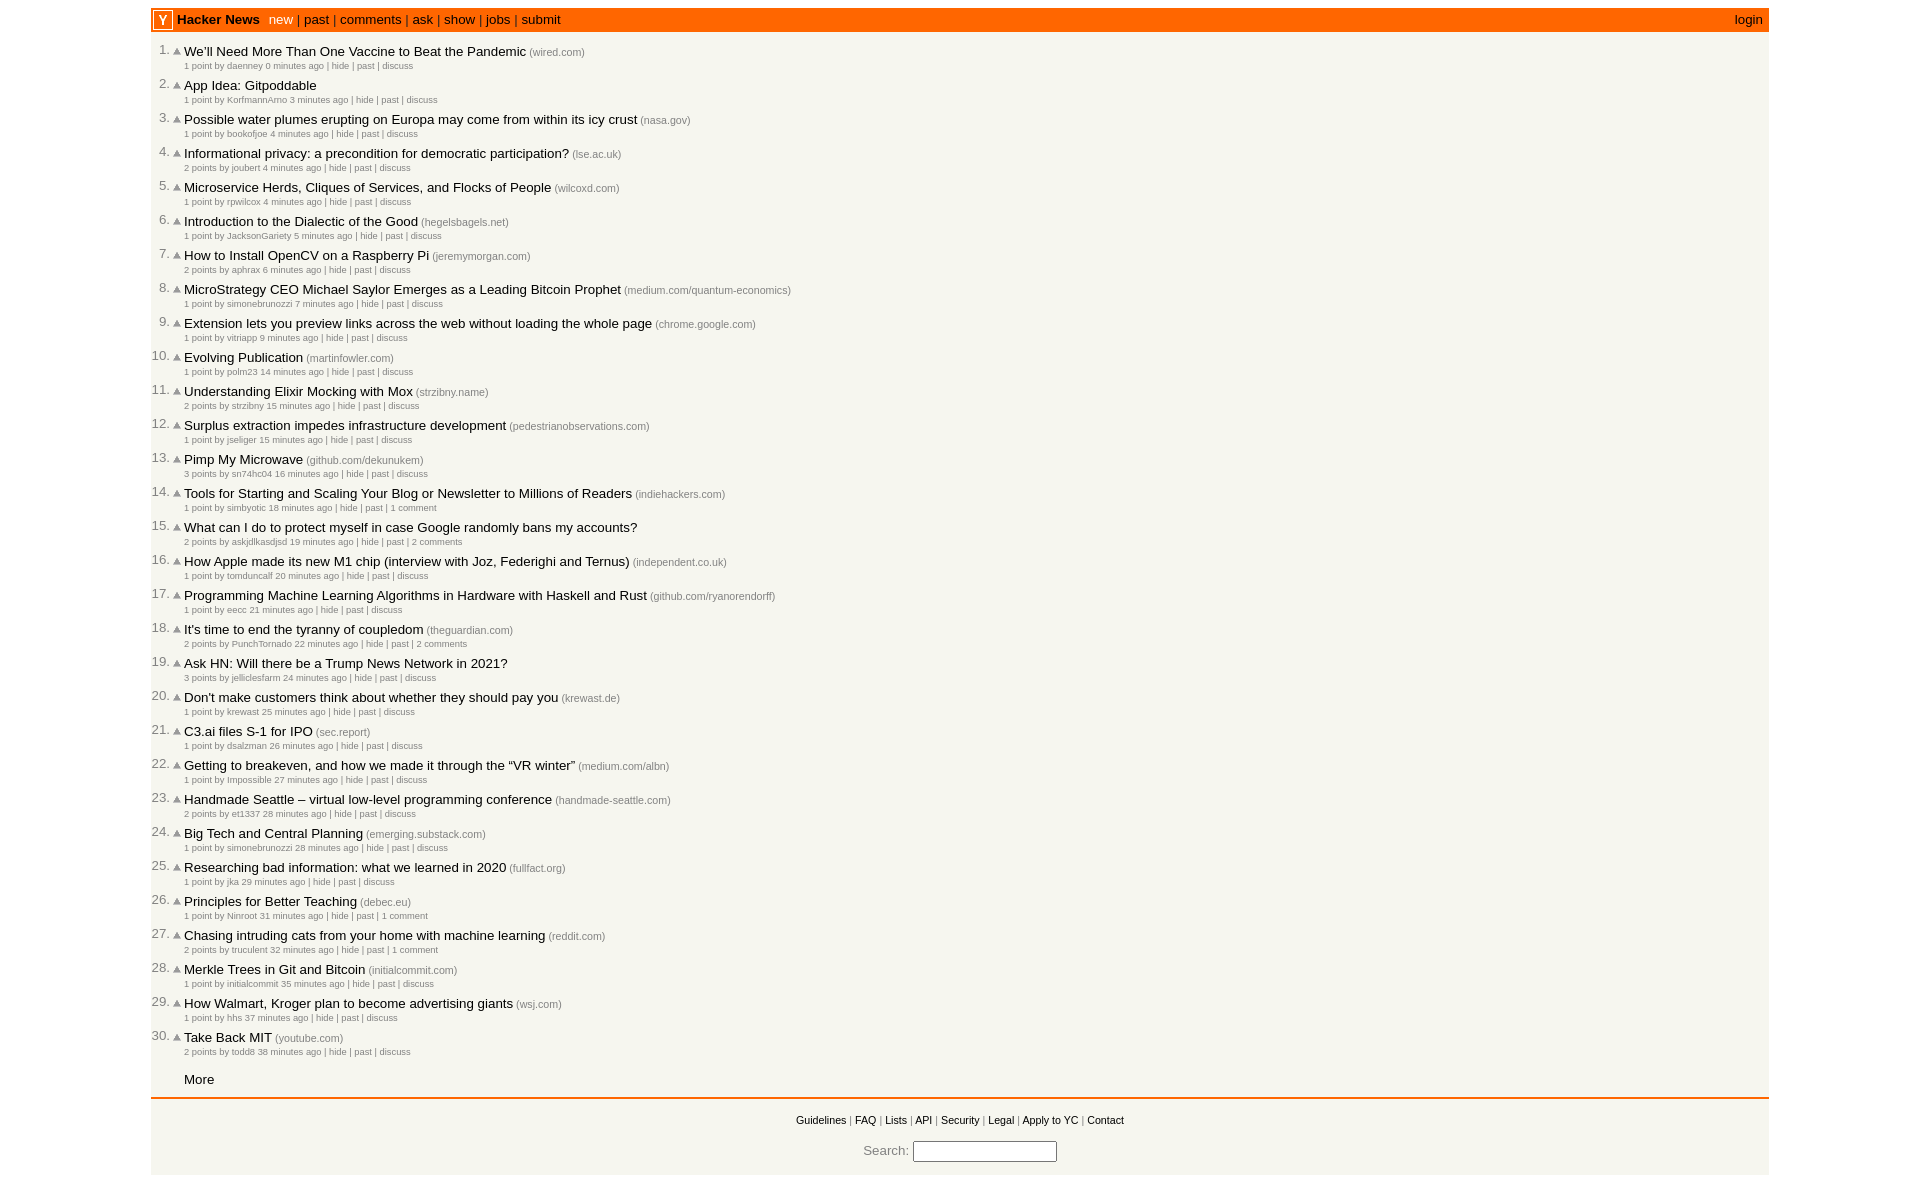 Y Hacker News new | past | comments | ask | show | jobs | submit login
1. We’ll Need More Than One Vaccine to Beat the Pandemic (wired.com)
1 point by daenney 0 minutes ago | hide | past | discuss
2. App Idea: Gitpoddable
1 point by KorfmannArno 3 minutes ago | hide | past | discuss
3. Possible water plumes erupting on Europa may come from within its icy crust (nasa.gov)
1 point by bookofjoe 4 minutes ago | hide | past | discuss
4. Informational privacy: a precondition for democratic participation? (lse.ac.uk)
2 points by joubert 4 minutes ago | hide | past | discuss
5. Microservice Herds, Cliques of Services, and Flocks of People (wilcoxd.com)
1 point by rpwilcox 4 minutes ago | hide | past | discuss
6. Introduction to the Dialectic of the Good (hegelsbagels.net)
1 point by JacksonGariety 5 minutes ago | hide | past | discuss
7. How to Install OpenCV on a Raspberry Pi (jeremymorgan.com)
2 points by aphrax 6 minutes ago | hide | past | discuss
8. MicroStrategy CEO Michael Saylor Emerges as a Leading Bitcoin Prophet (medium.com/quantum-economics)
1 point by simonebrunozzi 7 minutes ago | hide | past | discuss
9. Extension lets you preview links across the web without loading the whole page (chrome.google.com)
1 point by vitriapp 9 minutes ago | hide | past | discuss
10. Evolving Publication (martinfowler.com)
1 point by polm23 14 minutes ago | hide | past | discuss
11. Understanding Elixir Mocking with Mox (strzibny.name)
2 points by strzibny 15 minutes ago | hide | past | discuss
12. Surplus extraction impedes infrastructure development (pedestrianobservations.com)
1 point by jseliger 15 minutes ago | hide | past | discuss
13. Pimp My Microwave (github.com/dekunukem)
3 points by sn74hc04 16 minutes ago | hide | past | discuss
14. Tools for Starting and Scaling Your Blog or Newsletter to Millions of Readers (indiehackers.com)
1 point by simbyotic 18 minutes ago | hide | past | 1 comment
15. What can I do to protect myself in case Google randomly bans my accounts?
2 points by askjdlkasdjsd 19 minutes ago | hide | past | 2 comments
16. How Apple made its new M1 chip (interview with Joz, Federighi and Ternus) (independent.co.uk)
1 point by tomduncalf 20 minutes ago | hide | past | discuss
17. Programming Machine Learning Algorithms in Hardware with Haskell and Rust (github.com/ryanorendorff)
1 point by eecc 21 minutes ago | hide | past | discuss
18. It's time to end the tyranny of coupledom (theguardian.com)
2 points by PunchTornado 22 minutes ago | hide | past | 2 comments
19. Ask HN: Will there be a Trump News Network in 2021?
3 points by jelliclesfarm 24 minutes ago | hide | past | discuss
20. Don't make customers think about whether they should pay you (krewast.de)
1 point by krewast 25 minutes ago | hide | past | discuss
21. C3.ai files S-1 for IPO (sec.report)
1 point by dsalzman 26 minutes ago | hide | past | discuss
22. Getting to breakeven, and how we made it through the “VR winter” (medium.com/albn)
1 point by Impossible 27 minutes ago | hide | past | discuss
23. Handmade Seattle – virtual low-level programming conference (handmade-seattle.com)
2 points by et1337 28 minutes ago | hide | past | discuss
24. Big Tech and Central Planning (emerging.substack.com)
1 point by simonebrunozzi 28 minutes ago | hide | past | discuss
25. Researching bad information: what we learned in 2020 (fullfact.org)
1 point by jka 29 minutes ago | hide | past | discuss
26. Principles for Better Teaching (debec.eu)
1 point by Ninroot 31 minutes ago | hide | past | 1 comment
27. Chasing intruding cats from your home with machine learning (reddit.com)
2 points by truculent 32 minutes ago | hide | past | 1 comment
28. Merkle Trees in Git and Bitcoin (initialcommit.com)
1 point by initialcommit 35 minutes ago | hide | past | discuss
29. How Walmart, Kroger plan to become advertising giants (wsj.com)
1 point by hhs 37 minutes ago | hide | past | discuss
30. Take Back MIT (youtube.com)
2 points by todd8 38 minutes ago | hide | past | discuss
More
Guidelines | FAQ | Lists | API | Security | Legal | Apply to YC | Contact
Search: